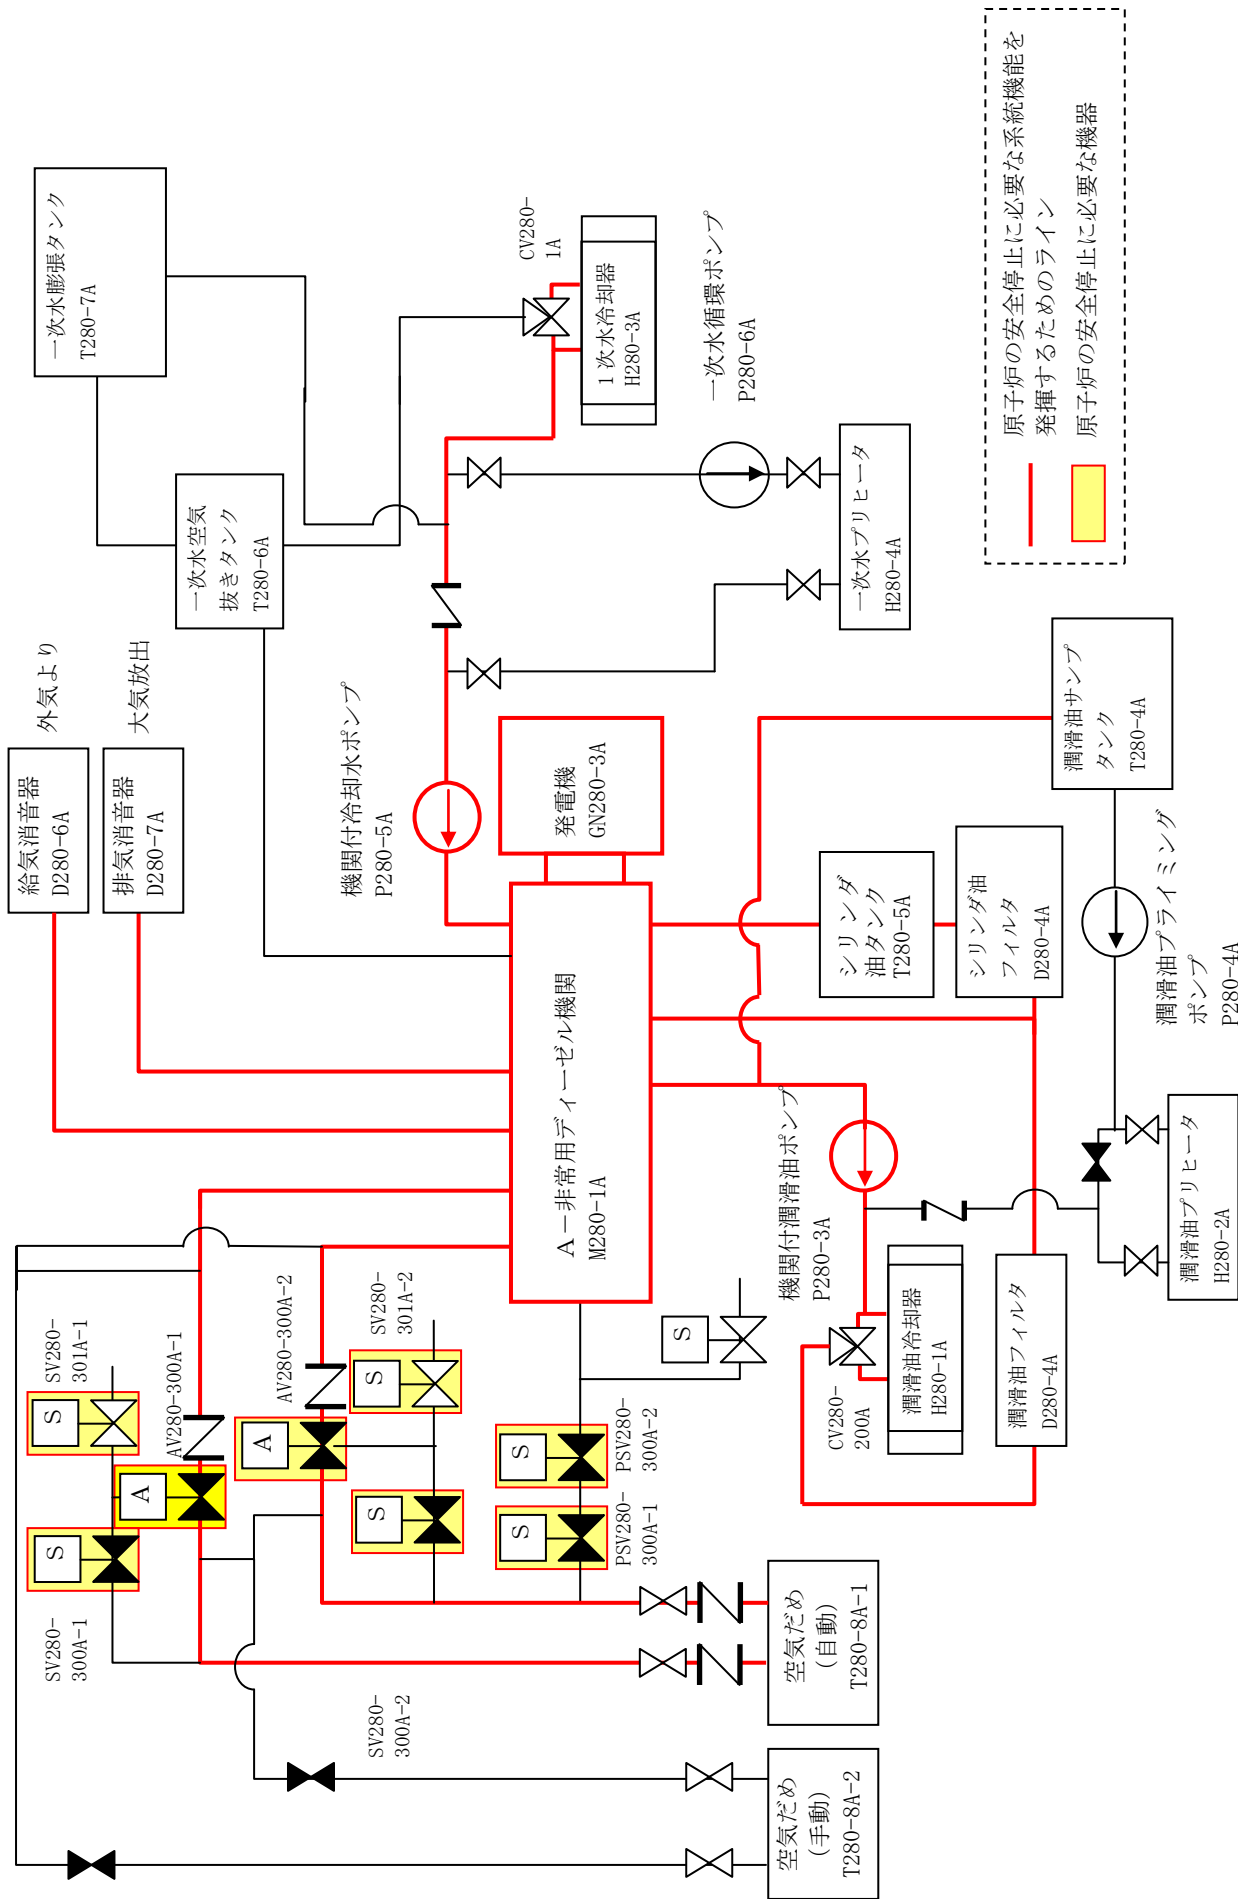 給気消音器
D280-6A
外気より
排気消音器
D280-7A
大気放出
一次水膨張タンク
T280-7A
一次水空気
抜きタンク
T280-6A
CV280-
1A
1次水冷却器
H280-3A
一次水循環ポンプ
P280-6A
一次水プリヒータ
H280-4A
機関付冷却水ポンプ
P280-5A
発電機
GN280-3A
A－非常用ディーゼル機関
M280-1A
SV280-
301A-1
AV280-300A-1
SV280-
300A-1
S
S
A
AV280-300A-2
SV280-
301A-2
A
S
S
SV280-
300A-2
S
S
PSV280-
300A-2
PSV280-
300A-1
S
空気だめ
(自動)
T280-8A-1
空気だめ
(手動)
T280-8A-2
シリンダ
油タンク
T280-5A
シリンダ油
フィルタ
D280-4A
潤滑油サンプ
タンク
T280-4A
潤滑油プライミング
ポンプ
P280-4A
機関付潤滑油ポンプ
P280-3A
CV280-
200A
潤滑油冷却器
H280-1A
潤滑油フィルタ
D280-4A
潤滑油プリヒータ
H280-2A
原子炉の安全停止に必要な系統機能を
発揮するためのライン
原子炉の安全停止に必要な機器